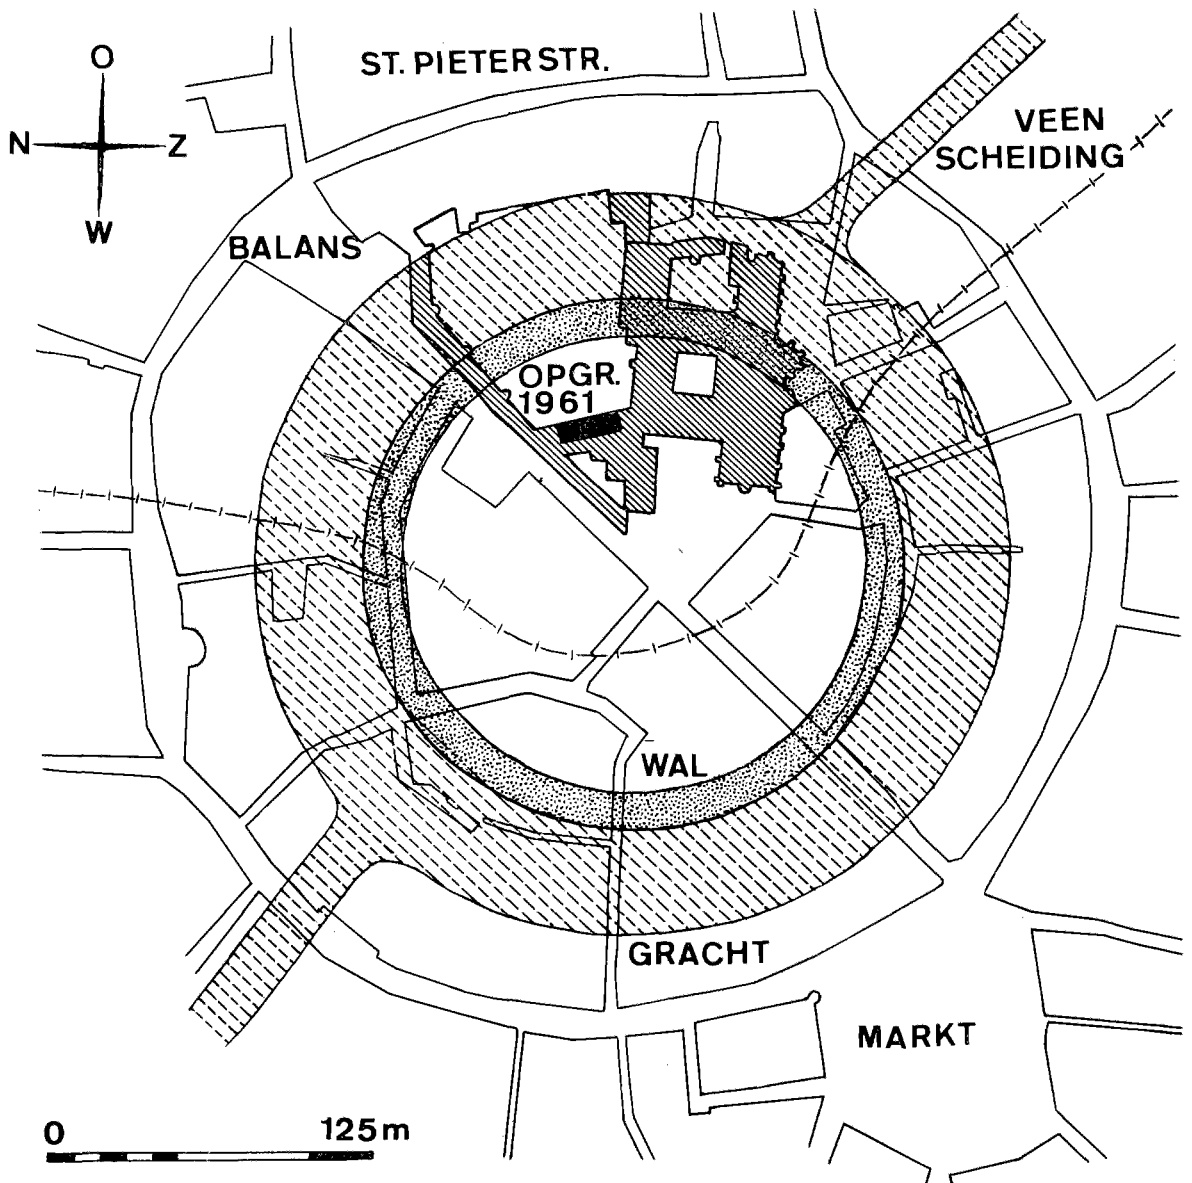 O
N Z
W
ST. PIETERSTR.
VEEN
SCHEIDING
BALANS
OPGR.
1961
WAL
GRACHT
MARKT
0 125m